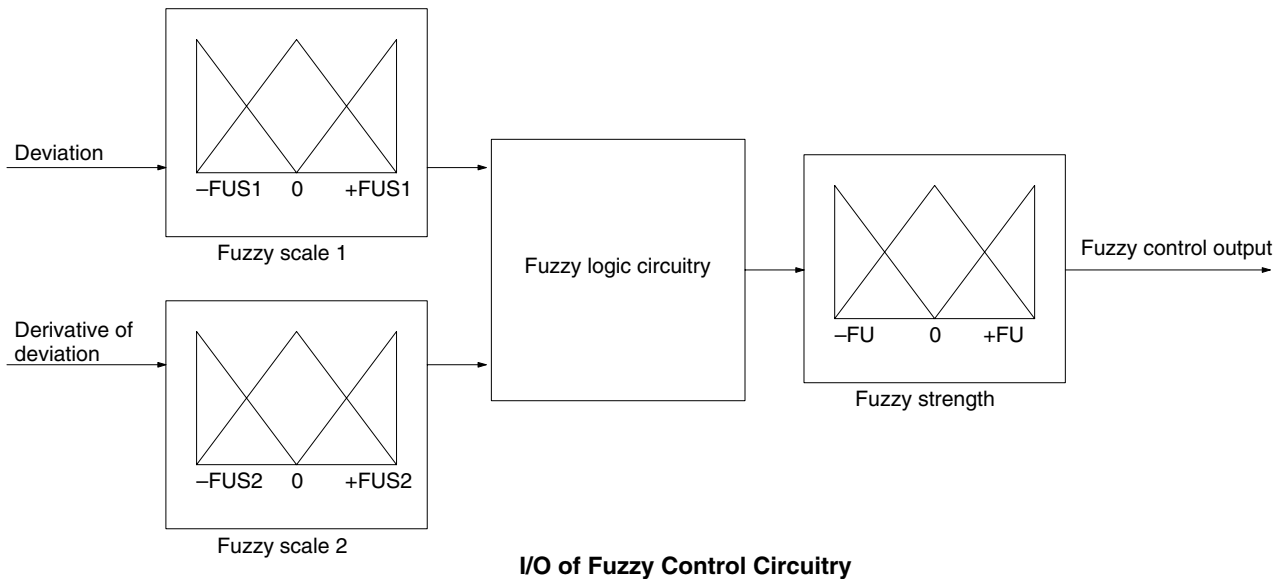 Deviation
–FUS1 0 +FUS1
Fuzzy scale 1
Derivative of
deviation
–FUS2 0 +FUS2
Fuzzy scale 2
Fuzzy logic circuitry
–FU 0 +FU
Fuzzy strength
Fuzzy control output
I/O of Fuzzy Control Circuitry